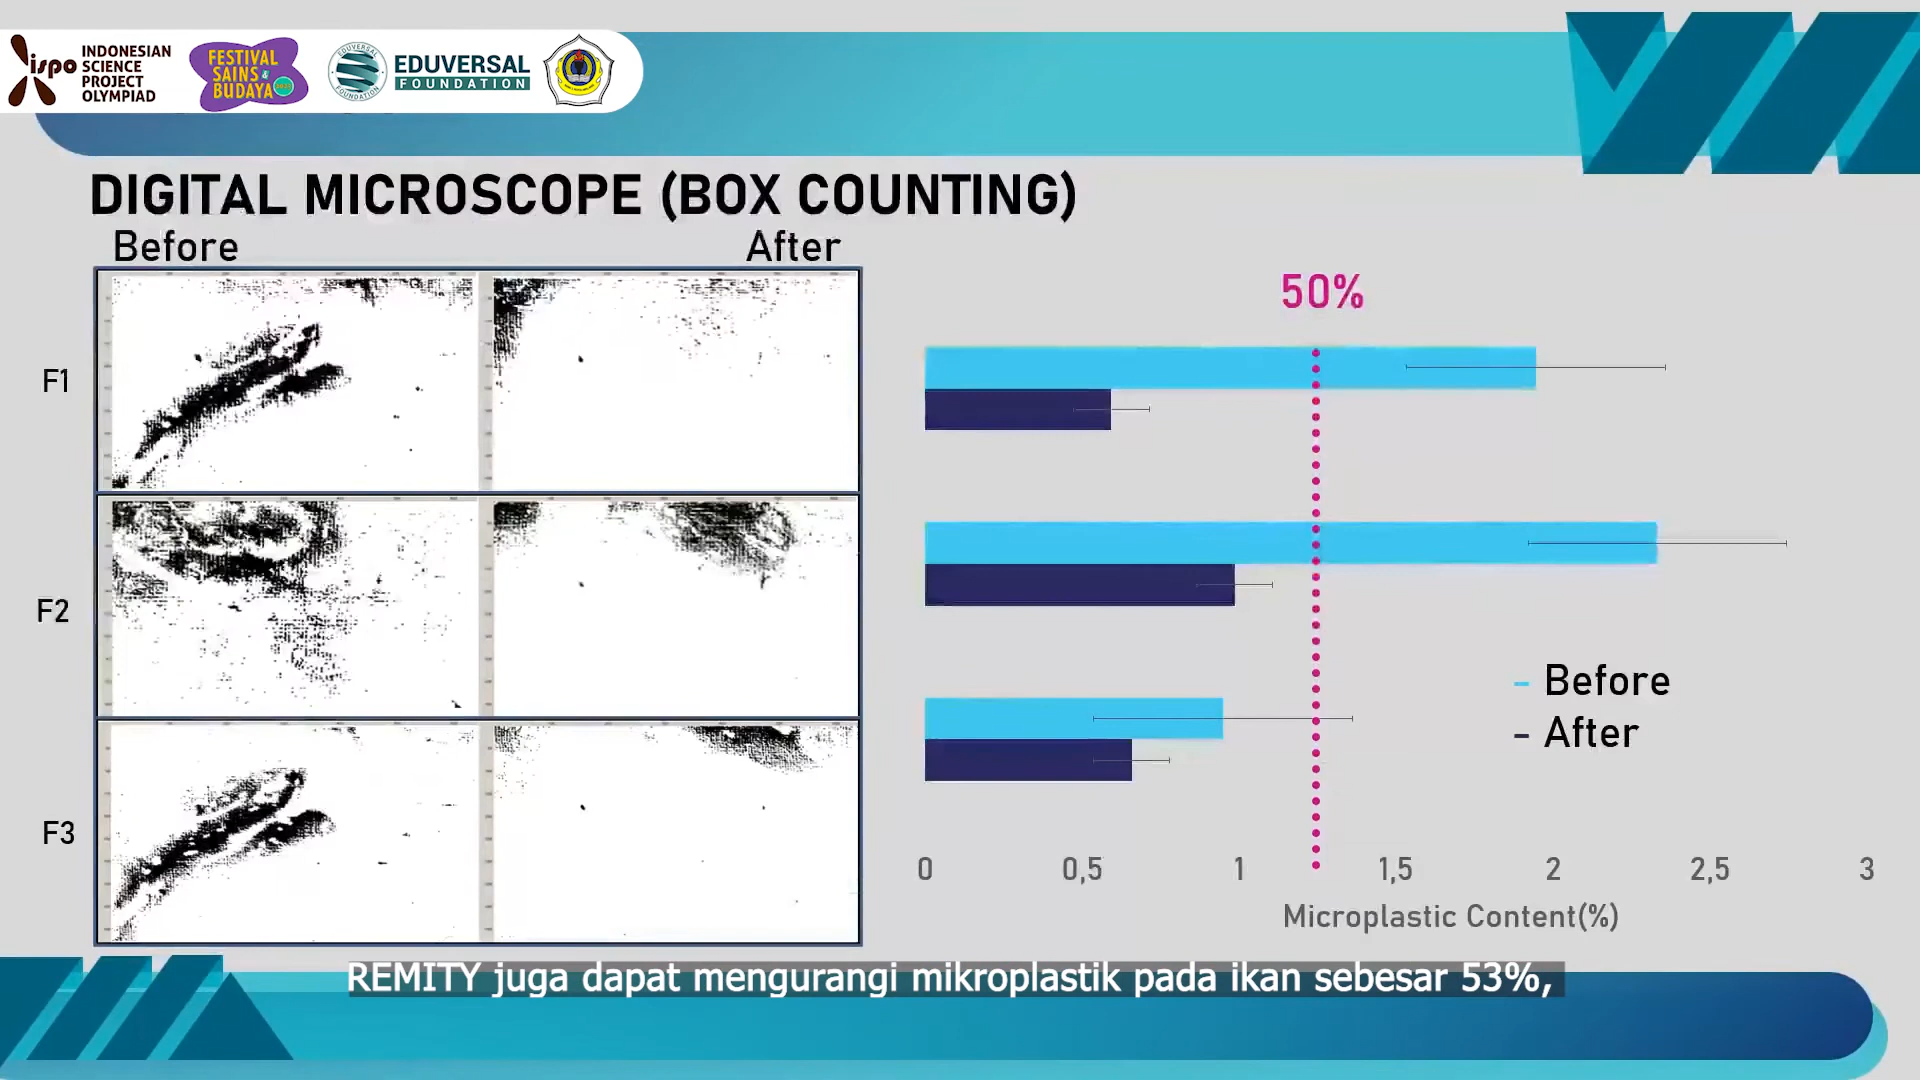 ispo INDONESIAN
SCIENCE
PROJECT
OLYMPIAD
FESTIVAL
SAINS &
BUDAYA
EDUVERSAL
FOUNDATION
EDUVERSAL
FOUNDATION
DIGITAL MICROSCOPE (BOX COUNTING)
Before After
F1
F2
F3
50%
Before
After
0 0,5 1 1,5 2 2,5 3
Microplastic Content(%)
REMITY juga dapat mengurangi mikroplastik pada ikan sebesar 53%,